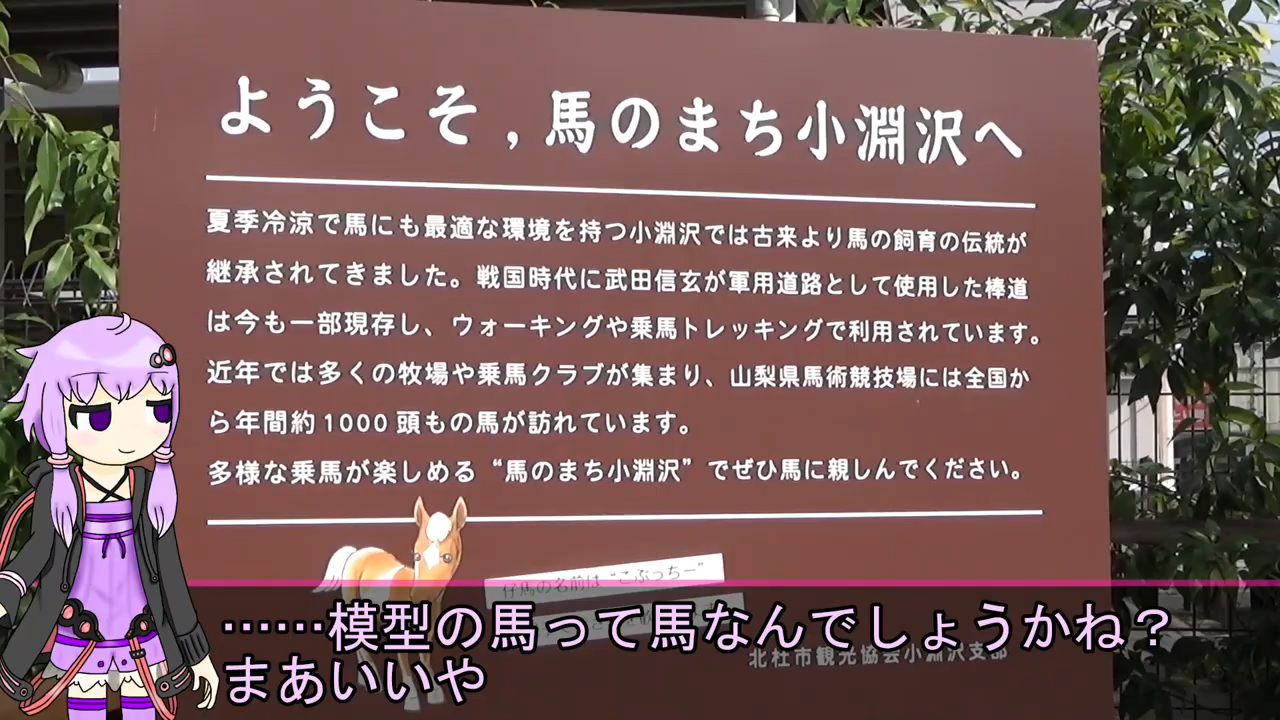 ようこそ，馬のまち小淵沢へ
夏季冷涼で馬にも最適な環境を持つ小淵沢では古来より馬の飼育の伝統が
継承されてきました。戦国時代に武田信玄が軍用道路として使用した棒道
は今も一部現存し、ウォーキングや乗馬トレッキングで利用されています。
近年では多くの牧場や乗馬クラブが集まり、山梨県馬術競技場には全国か
ら年間約1000頭もの馬が訪れています。
多様な乗馬が楽しめる“馬のまち小淵沢”でぜひ馬に親しんでください。
仔馬の名前は“こぶっちー”
北杜市観光協会小淵沢支部
……模型の馬って馬なんでしょうかね？
まあいいや